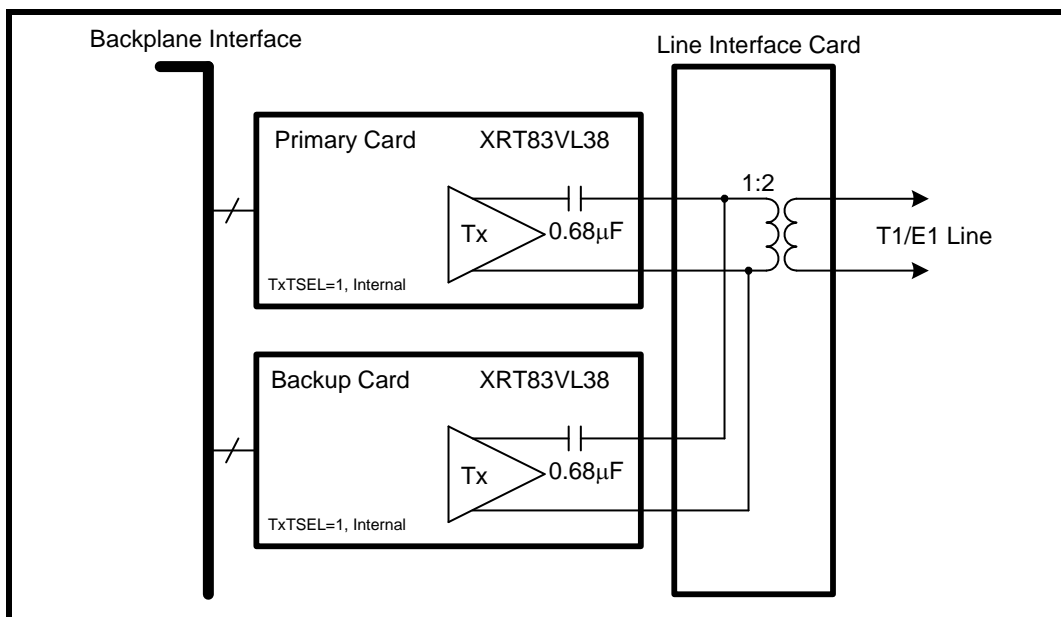 Backplane Interface
Line Interface Card
Primary Card XRT83VL38
1:2
Tx
0.68μF
T1/E1 Line
TxTSEL=1, Internal
Backup Card XRT83VL38
Tx
0.68μF
TxTSEL=1, Internal